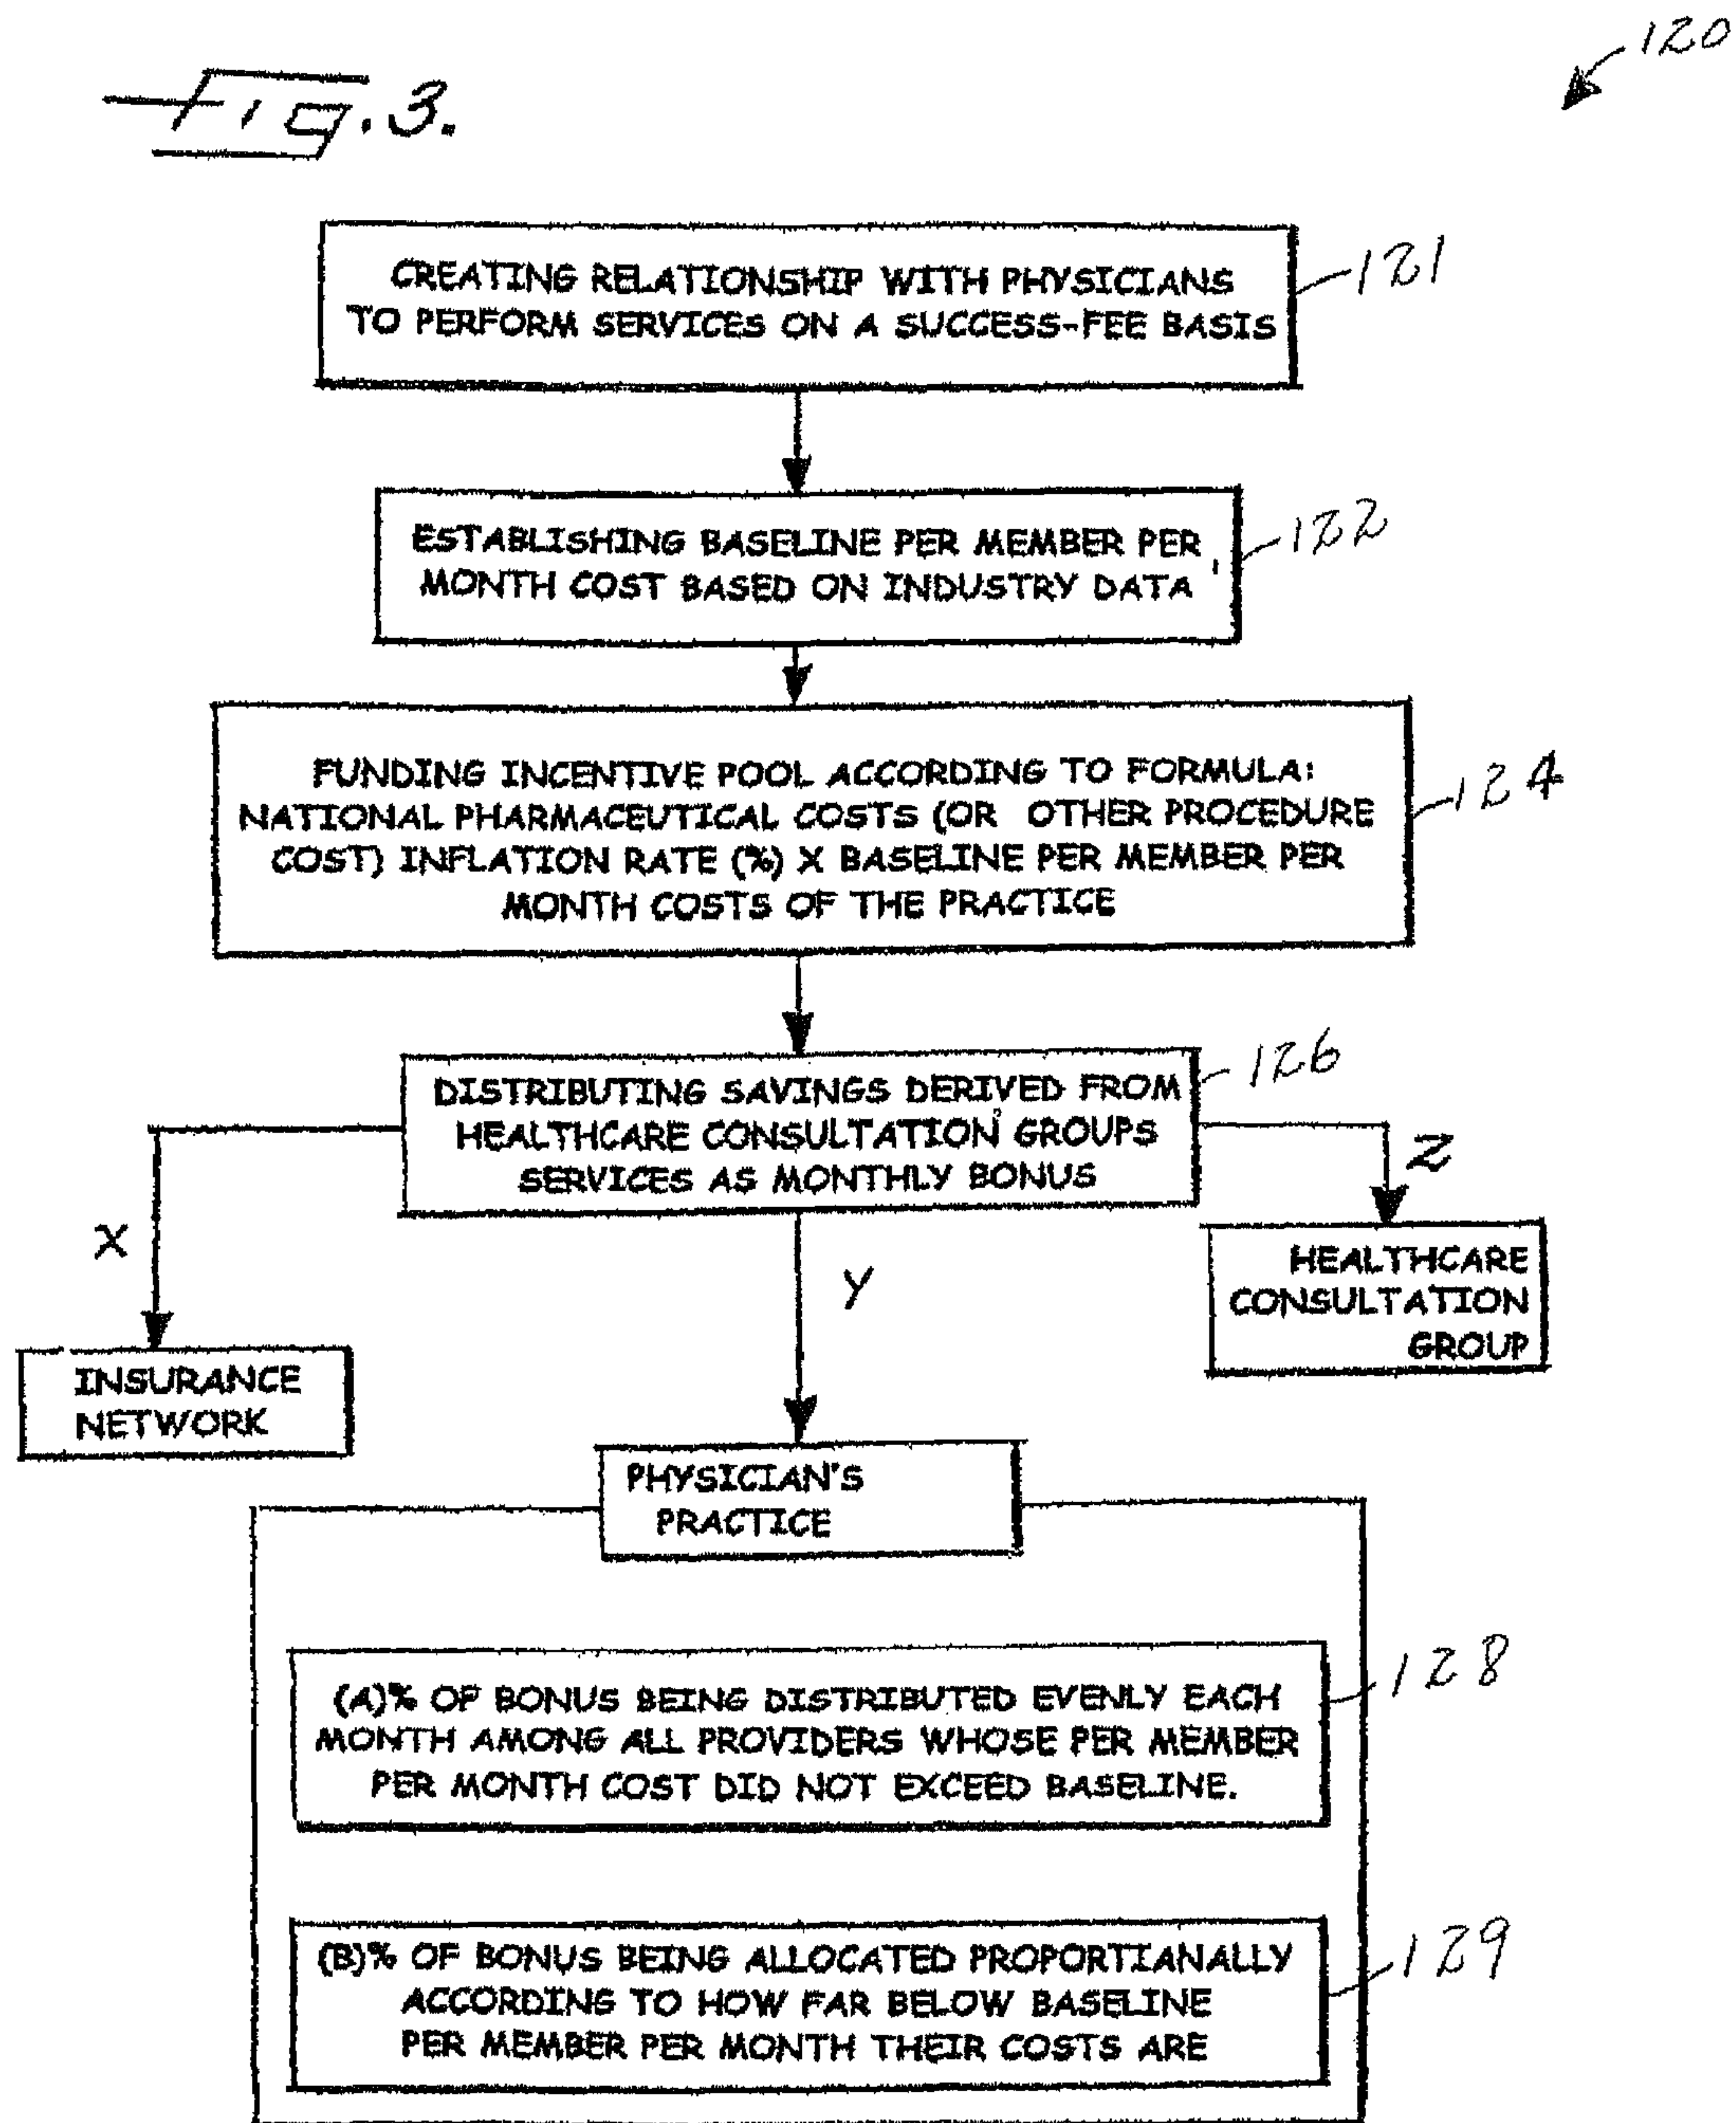 Fig. 3.
120
CREATING RELATIONSHIP WITH PHYSICIANS
TO PERFORM SERVICES ON A SUCCESS-FEE BASIS
121
ESTABLISHING BASELINE PER MEMBER PER
MONTH COST BASED ON INDUSTRY DATA
122
FUNDING INCENTIVE POOL ACCORDING TO FORMULA:
NATIONAL PHARMACEUTICAL COSTS (OR OTHER PROCEDURE
COST) INFLATION RATE (%) X BASELINE PER MEMBER PER
MONTH COSTS OF THE PRACTICE
124
DISTRIBUTING SAVINGS DERIVED FROM
HEALTHCARE CONSULTATION GROUPS
SERVICES AS MONTHLY BONUS
126
X
Y
Z
HEALTHCARE
CONSULTATION
GROUP
INSURANCE
NETWORK
PHYSICIAN'S
PRACTICE
(A)% OF BONUS BEING DISTRIBUTED EVENLY EACH
MONTH AMONG ALL PROVIDERS WHOSE PER MEMBER
PER MONTH COST DID NOT EXCEED BASELINE.
128
(B)% OF BONUS BEING ALLOCATED PROPORTIANALLY
ACCORDING TO HOW FAR BELOW BASELINE
PER MEMBER PER MONTH THEIR COSTS ARE
129